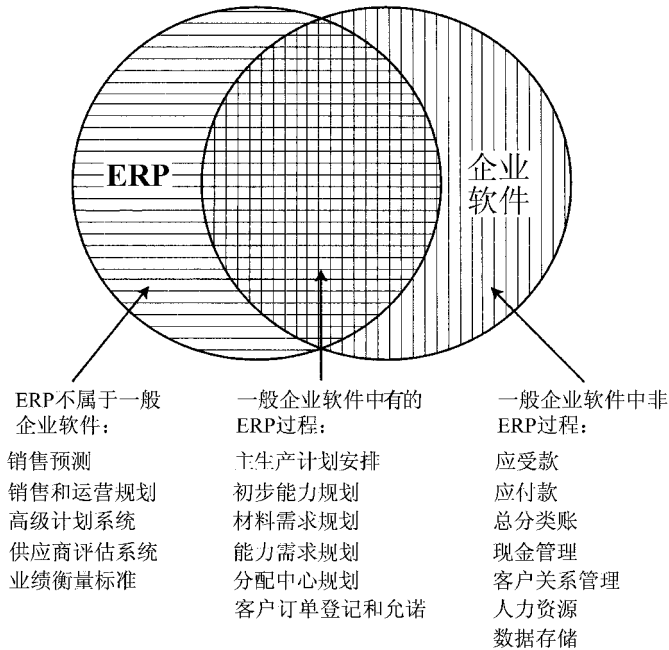 ERP
企业
软件
ERP不属于一般
企业软件：
销售预测
销售和运营规划
高级计划系统
供应商评估系统
业绩衡量标准
一般企业软件中有的
ERP过程：
主生产计划安排
初步能力规划
材料需求规划
能力需求规划
分配中心规划
客户订单登记和允诺
一般企业软件中非
ERP过程：
应受款
应付款
总分类账
现金管理
客户关系管理
人力资源
数据存储